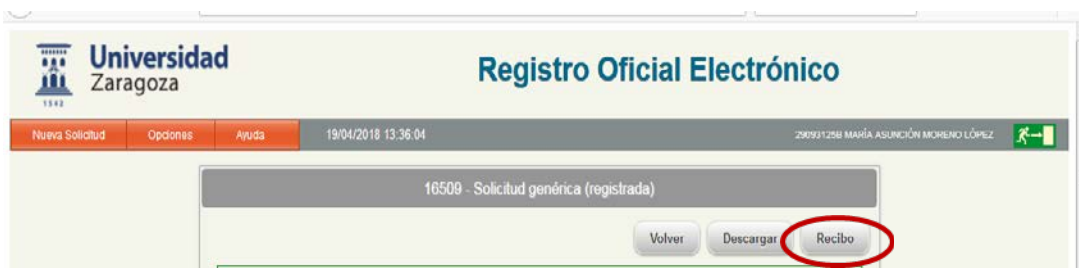 Universidad
Zaragoza
1542
Registro Oficial Electrónico
Nueva Solicitud Opciones Ayuda 19/04/2018 13:36:04 29093125B MARÍA ASUNCIÓN MORENO LÓPEZ
16509 - Solicitud genérica (registrada)
Volver Descargar Recibo